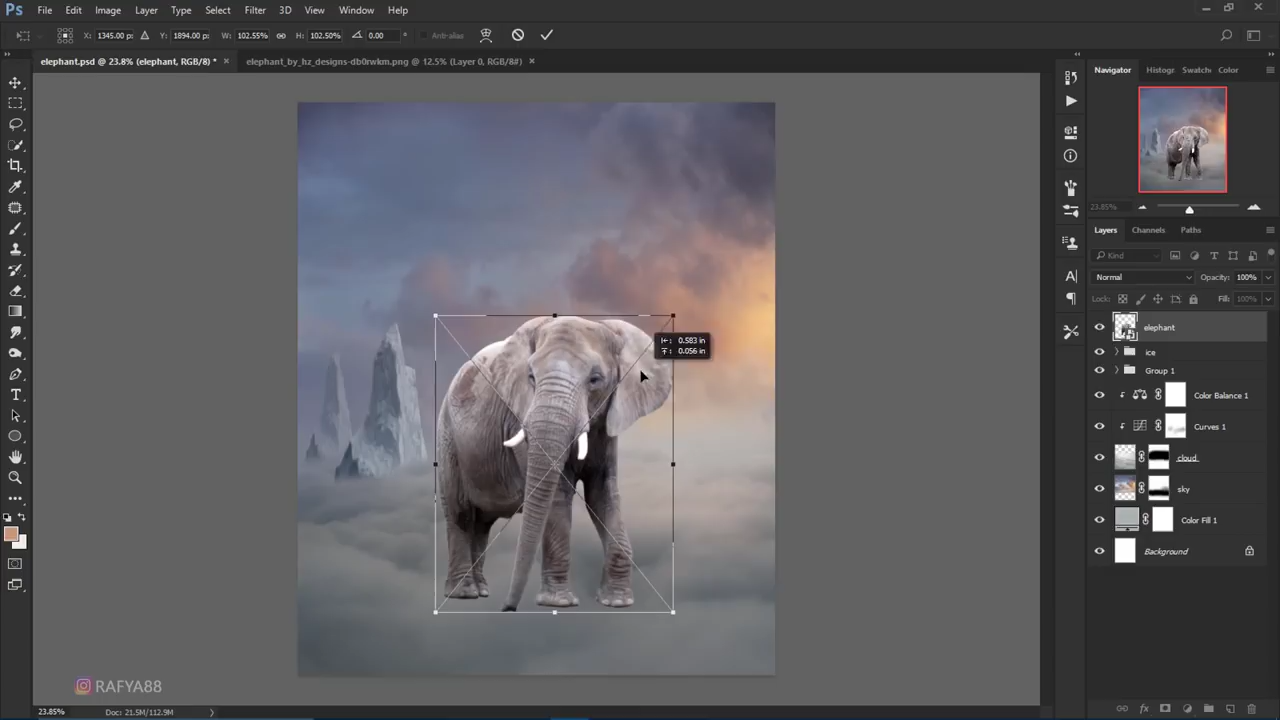 Ps File Edit Image Layer Type Select Filter 3D View Window Help
X: 1345.00 p: Y: 1894.00 p: W: 102.55% H: 102.50% 0.00 ° Anti-alias
elephant.psd @ 23.8% (elephant, RGB/8) * × elephant_by_hz_designs-db0rwkm.png @ 12.5% (Layer 0, RGB/8#) ×
Navigator Histogr Swatch Color
23.85%
Layers Channels Paths
Kind
Normal Opacity: 100%
Lock: Fill: 100%
elephant
0.583 in
0.056 in
ice
Group 1
Color Balance 1
Curves 1
cloud
sky
Color Fill 1
Background
RAFYA88
23.85% Doc: 21.5M/112.9M